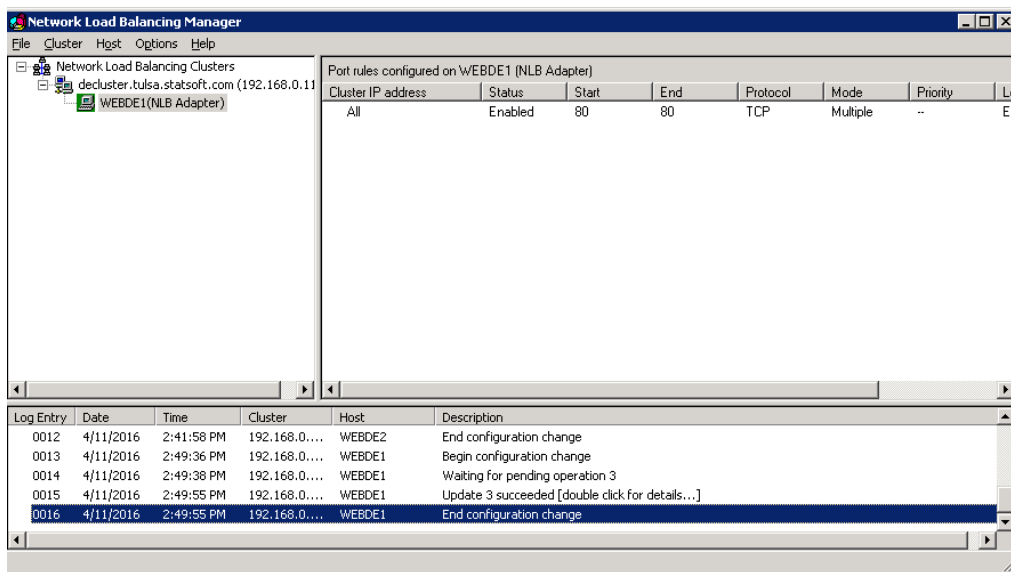 Network Load Balancing Manager
File Cluster Host Options Help
Network Load Balancing Clusters
decluster.tulsa.statsoft.com (192.168.0.11
WEBDE1(NLB Adapter)
Port rules configured on WEBDE1 (NLB Adapter)
Cluster IP address Status Start End Protocol Mode Priority L
All Enabled 80 80 TCP Multiple -- E
Log Entry Date Time Cluster Host Description
0012 4/11/2016 2:41:58 PM 192.168.0.... WEBDE2 End configuration change
0013 4/11/2016 2:49:36 PM 192.168.0.... WEBDE1 Begin configuration change
0014 4/11/2016 2:49:38 PM 192.168.0.... WEBDE1 Waiting for pending operation 3
0015 4/11/2016 2:49:55 PM 192.168.0.... WEBDE1 Update 3 succeeded [double click for details...]
0016 4/11/2016 2:49:55 PM 192.168.0.... WEBDE1 End configuration change